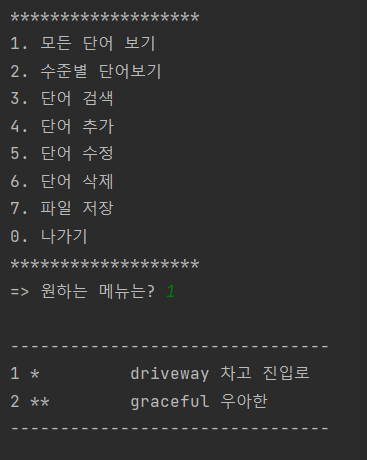 *******************
1. 모든 단어 보기
2. 수준별 단어보기
3. 단어 검색
4. 단어 추가
5. 단어 수정
6. 단어 삭제
7. 파일 저장
0. 나가기
*******************
=> 원하는 메뉴는? 1
--------------------------------
1 *         driveway 차고 진입로
2 **        graceful 우아한
--------------------------------